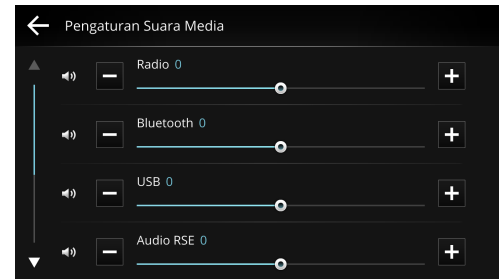 Pengaturan Suara Media
Radio 0
Bluetooth 0
USB 0
Audio RSE 0